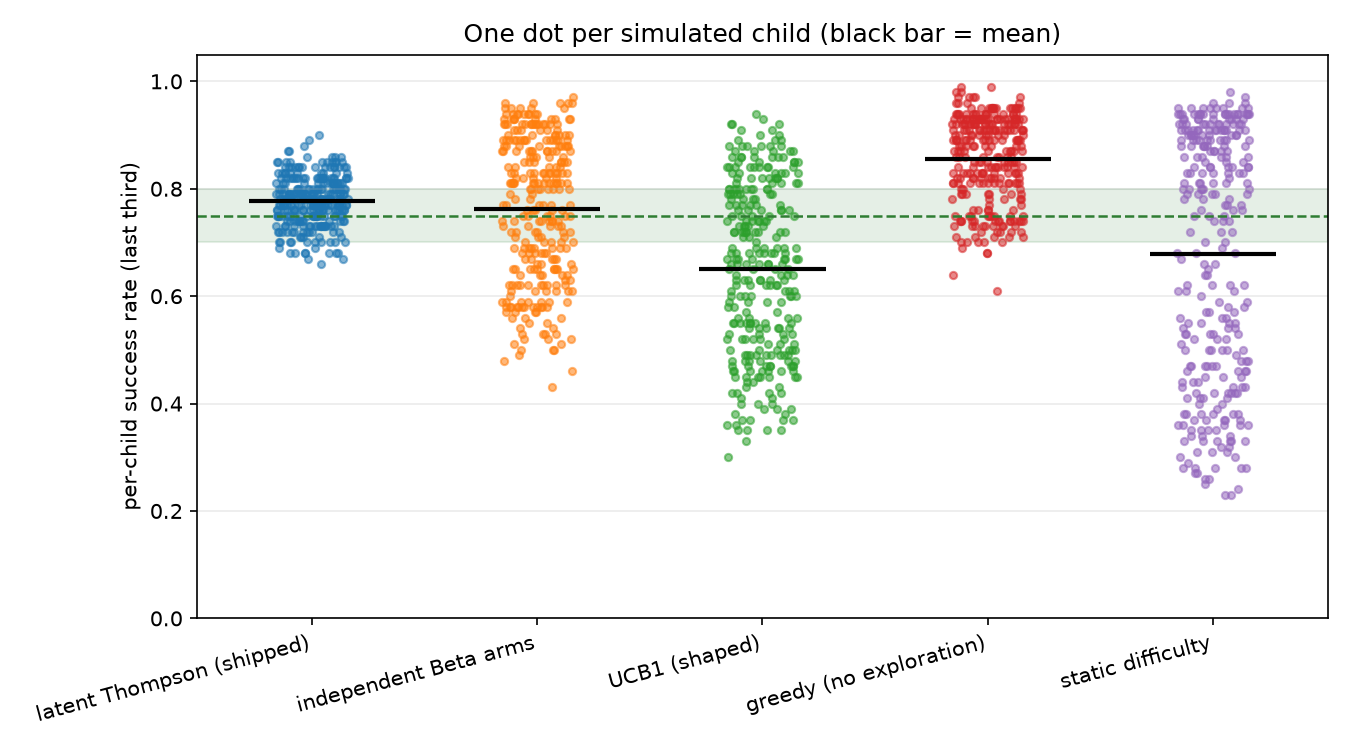 One dot per simulated child (black bar = mean)
per-child success rate (last third)
1.0
0.8
0.6
0.4
0.2
0.0
latent Thompson (shipped)
independent Beta arms
UCB1 (shaped)
greedy (no exploration)
static difficulty